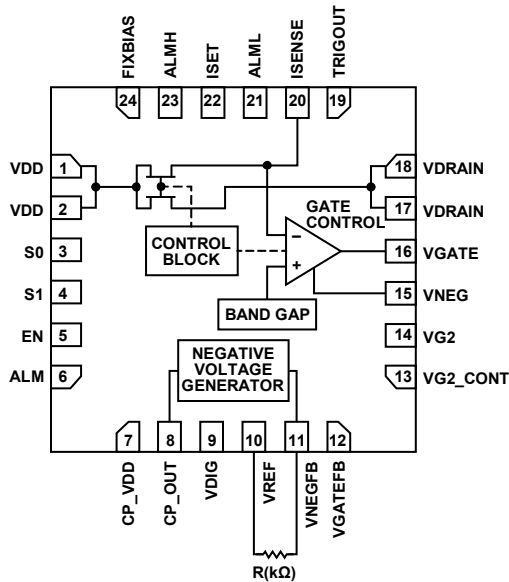 FIXBIAS
ALMH
ISET
ALML
ISENSE
TRIGOUT
24
23
22
21
20
19
VDD
1
18
VDRAIN
VDD
2
17
VDRAIN
GATE
CONTROL
S0
3
CONTROL
BLOCK
−
+
16
VGATE
S1
4
15
VNEG
BAND GAP
EN
5
14
VG2
NEGATIVE
VOLTAGE
GENERATOR
ALM
6
13
VG2_CONT
7
8
9
10
11
12
CP_VDD
CP_OUT
VDIG
VREF
VNEGFB
VGATEFB
R(kΩ)